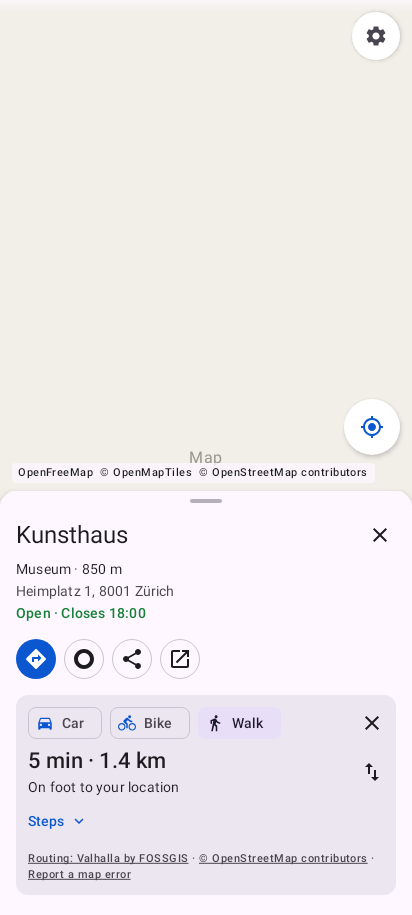 Map
OpenFreeMap © OpenMapTiles © OpenStreetMap contributors
Kunsthaus
Museum · 850 m
Heimplatz 1, 8001 Zürich
Open · Closes 18:00
Car Bike Walk
5 min · 1.4 km
On foot to your location
Steps
Routing: Valhalla by FOSSGIS · © OpenStreetMap contributors ·
Report a map error